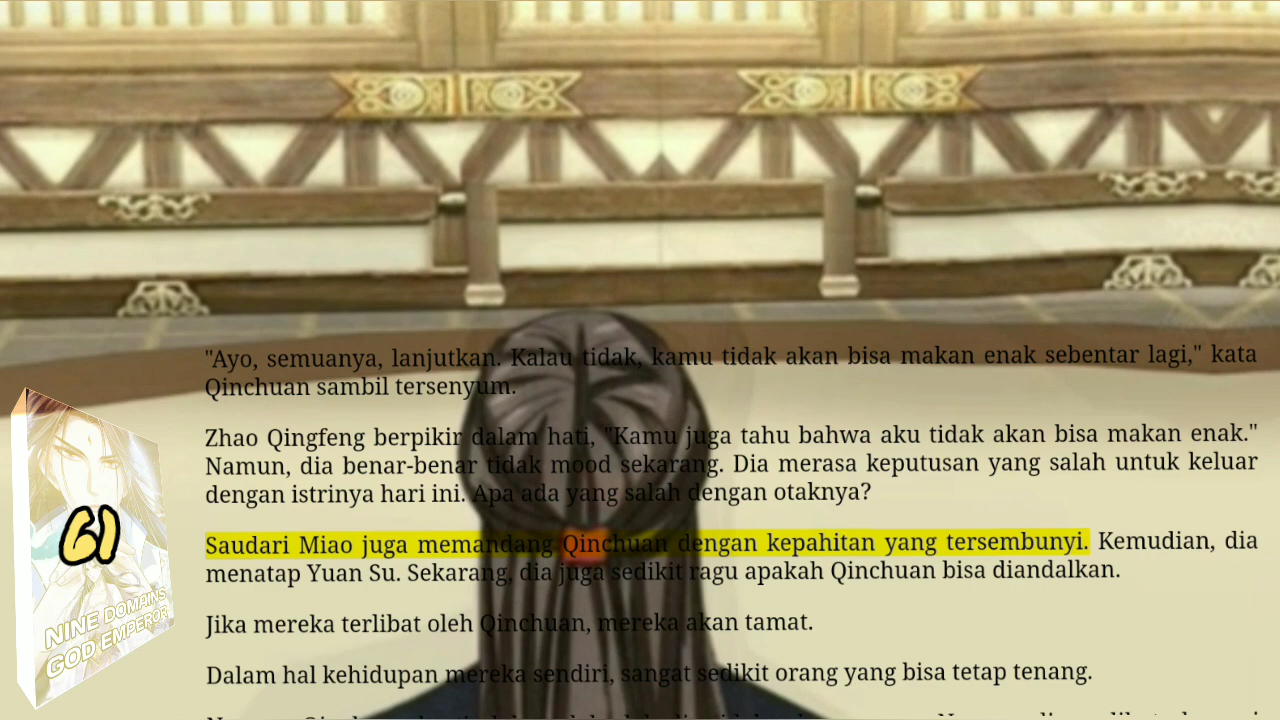 "Ayo, semuanya, lanjutkan. Kalau tidak, kamu tidak akan bisa makan enak sebentar lagi," kata
Qinchuan sambil tersenyum.
Zhao Qingfeng berpikir dalam hati, "Kamu juga tahu bahwa aku tidak akan bisa makan enak."
Namun, dia benar-benar tidak mood sekarang. Dia merasa keputusan yang salah untuk keluar
dengan istrinya hari ini. Apa ada yang salah dengan otaknya?
Saudari Miao juga memandang Qinchuan dengan kepahitan yang tersembunyi. Kemudian, dia
menatap Yuan Su. Sekarang, dia juga sedikit ragu apakah Qinchuan bisa diandalkan.
Jika mereka terlibat oleh Qinchuan, mereka akan tamat.
Dalam hal kehidupan mereka sendiri, sangat sedikit orang yang bisa tetap tenang.
61
NINE DOMAINS
GOD EMPEROR